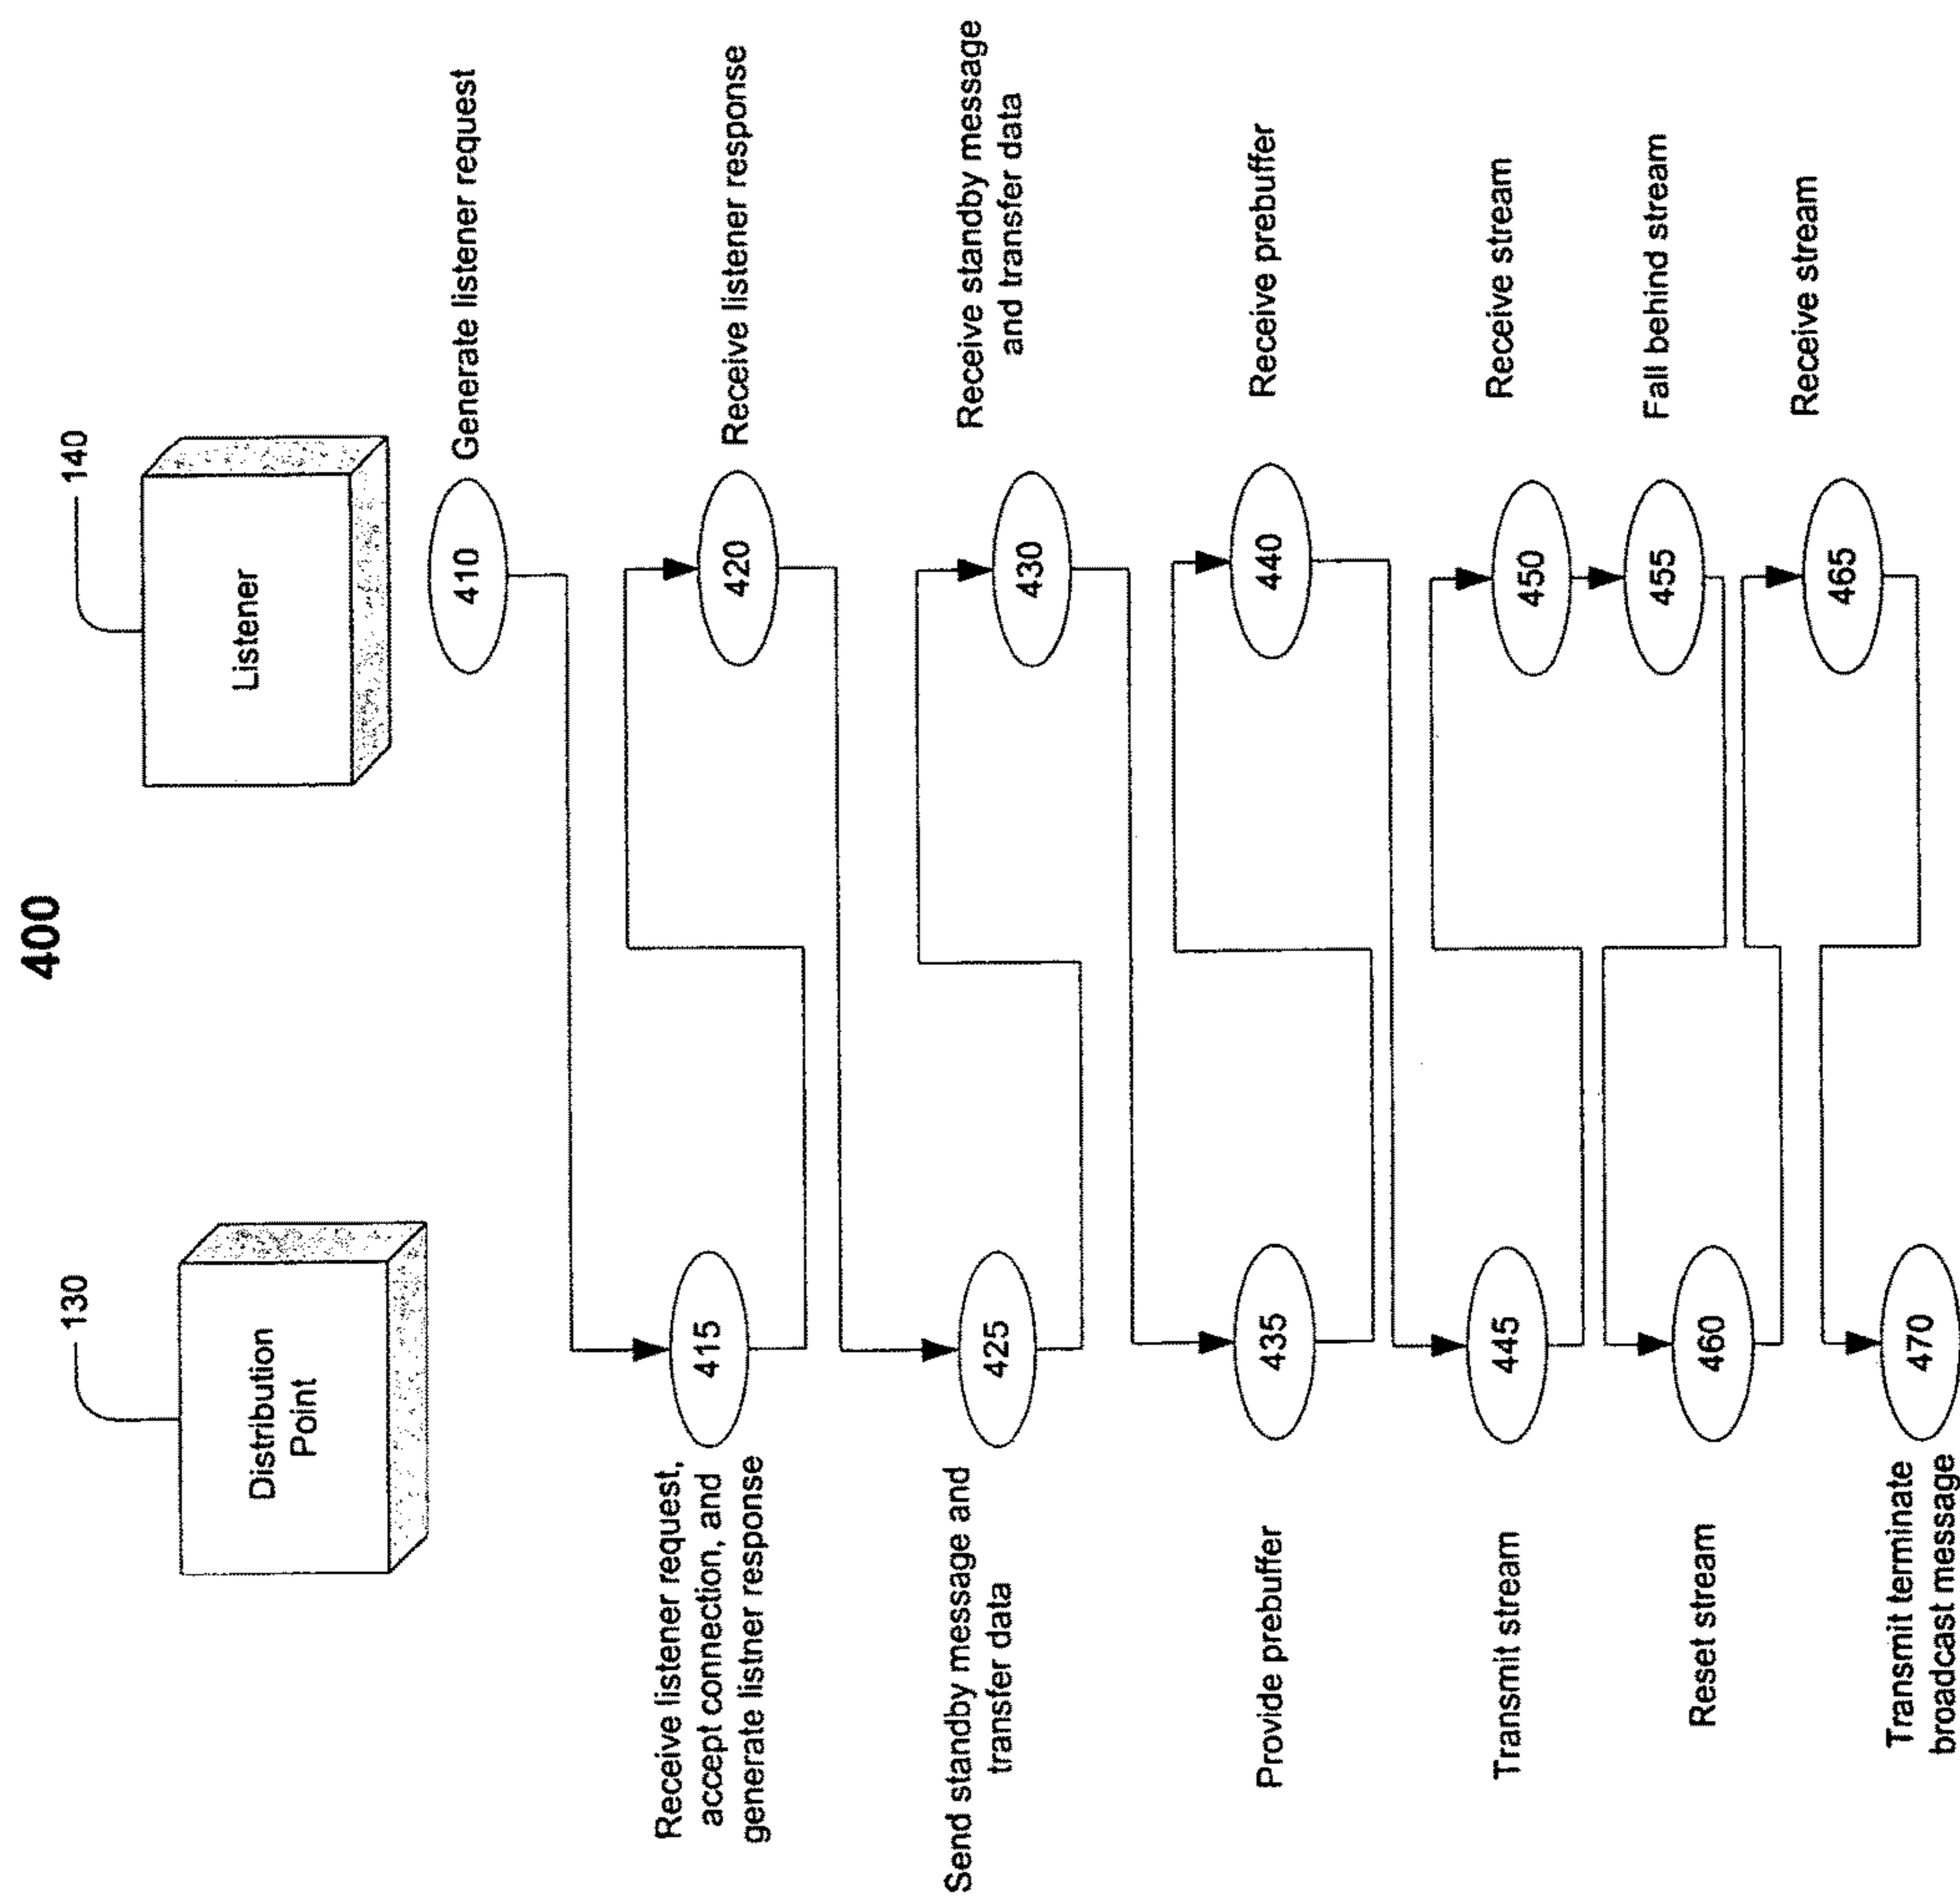 400
130
140
Distribution
Point
Listener
410
Generate listener request
Receive listener request,
accept connection, and
generate listner response
415
420
Receive listener response
Send standby message and
transfer data
425
430
Receive standby message
and transfer data
Provide prebuffer
435
440
Receive prebuffer
Transmit stream
445
450
Receive stream
455
Fall behind stream
Reset stream
460
465
Receive stream
Transmit terminate
broadcast message
470